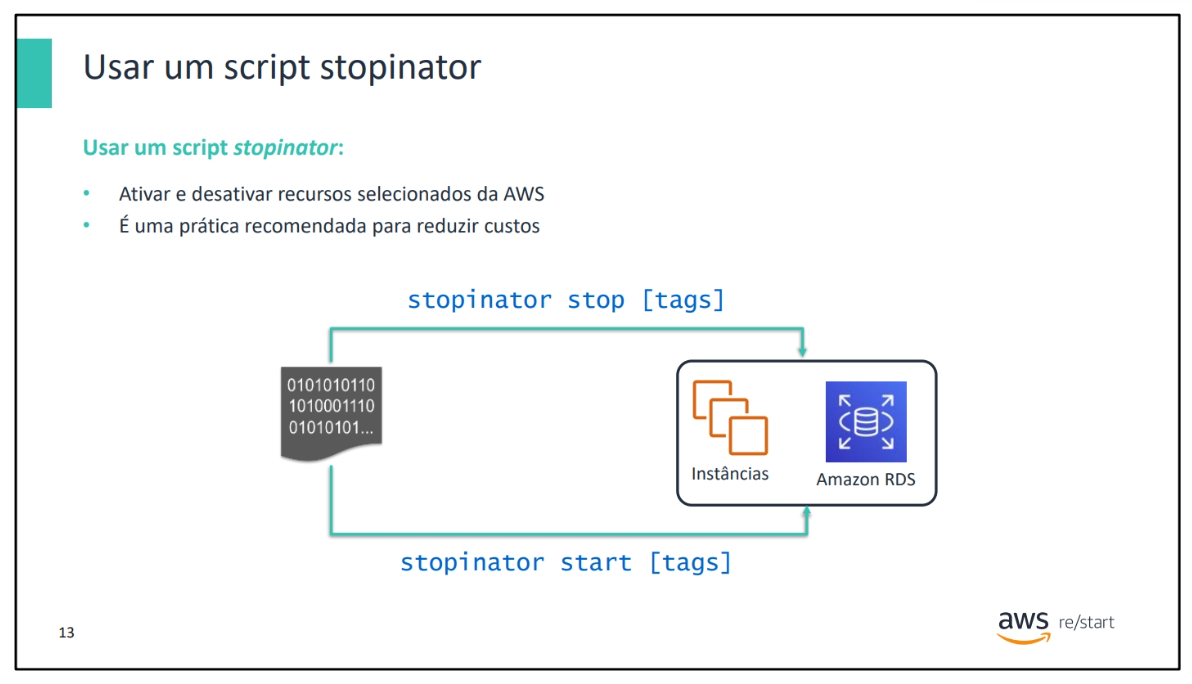 Usar um script stopinator
Usar um script stopinator:
• Ativar e desativar recursos selecionados da AWS
• É uma prática recomendada para reduzir custos
stopinator stop [tags]
0101010110
1010001110
01010101...
Instâncias
Amazon RDS
stopinator start [tags]
13
aws re/start